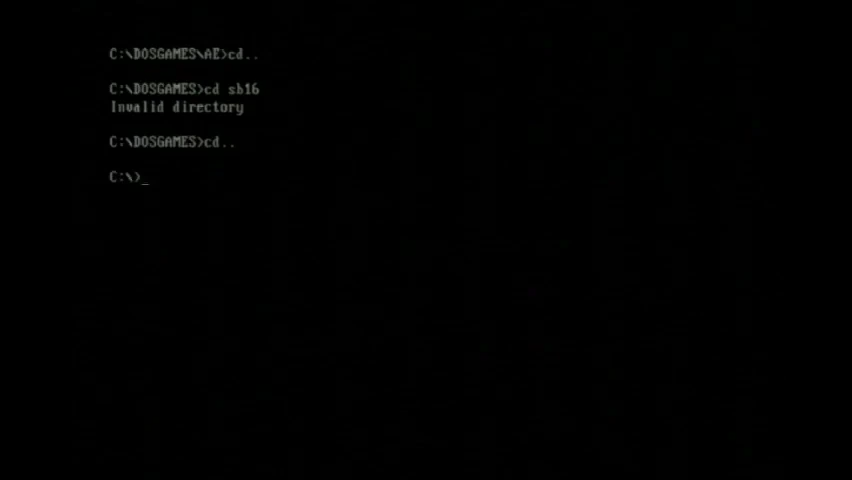 C:\DOSGAMES\AE>cd..
C:\DOSGAMES>cd sb16
Invalid directory
C:\DOSGAMES>cd..
C:\>_